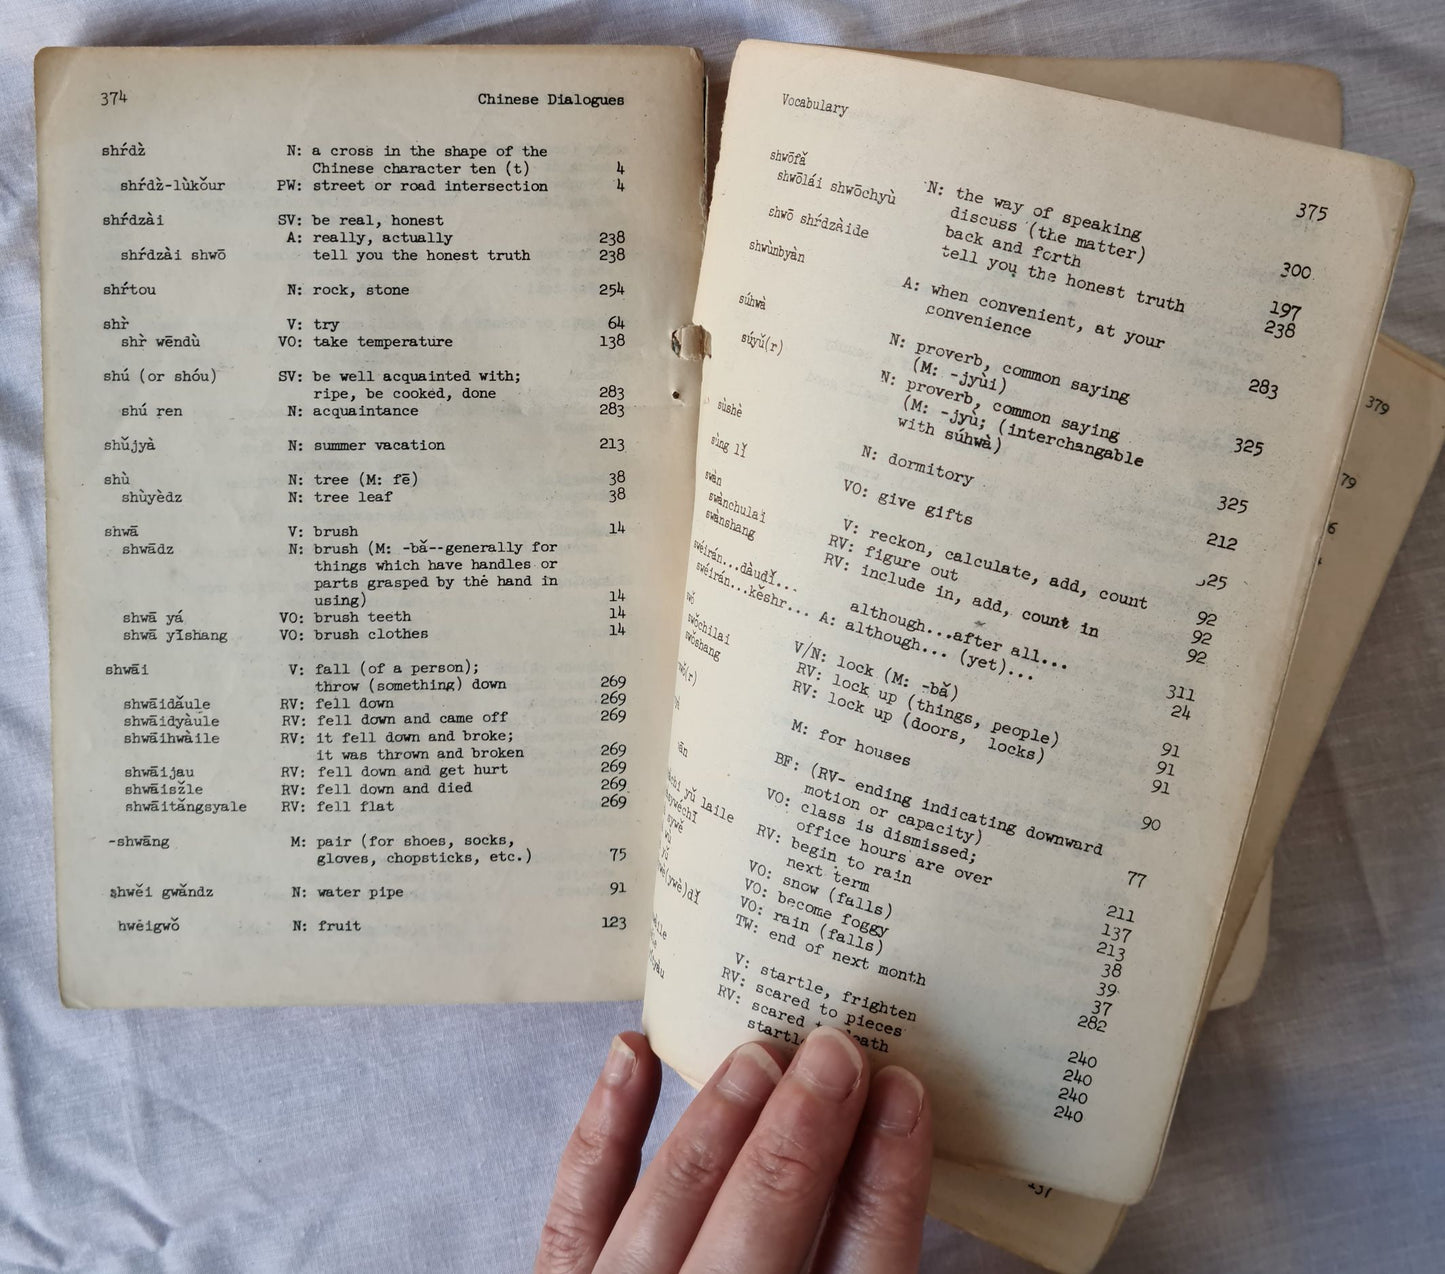 374 Chinese Dialogues
shŕdz̀ N: a cross in the shape of the
Chinese character ten (t) 4
shŕdz̀-lùkǒur PW: street or road intersection 4
shŕdzài SV: be real, honest
A: really, actually 238
shŕdzài shwō tell you the honest truth 238
shŕtou N: rock, stone 254
shr̀ V: try 64
shr̀ wēndù VO: take temperature 138
shú (or shóu) SV: be well acquainted with;
ripe, be cooked, done 283
shú ren N: acquaintance 283
shǔjyà N: summer vacation 213
shù N: tree (M: fē) 38
shùyèdz N: tree leaf 38
shwā V: brush 14
shwādz N: brush (M: -bǎ--generally for
things which have handles or
parts grasped by the hand in
using) 14
shwā yá VO: brush teeth 14
shwā yīshang VO: brush clothes 14
shwāi V: fall (of a person);
throw (something) down 269
shwāidǎule RV: fell down 269
shwāidyàule RV: fell down and came off 269
shwāihwàile RV: it fell down and broke;
it was thrown and broken 269
shwāijau RV: fell down and get hurt 269
shwāisžle RV: fell down and died 269
shwāitǎngsyale RV: fell flat 269
-shwāng M: pair (for shoes, socks,
gloves, chopsticks, etc.) 75
shwěi gwǎndz N: water pipe 91
hwěigwǒ N: fruit 123
Vocabulary 375
shwōfǎ N: the way of speaking
shwōlái shwōchyù discuss (the matter)
back and forth 300
shwō shŕdzàide tell you the honest truth 197
238
shwùnbyàn A: when convenient, at your
convenience 283
súhwà N: proverb, common saying
(M: -jyùi) 325
súyǔ(r) N: proverb, common saying
(M: -jyù; (interchangable
with súhwà) 325
sùshè N: dormitory 212
sùng lǐ VO: give gifts 25
swàn V: reckon, calculate, add, count 92
swànchulai RV: figure out 92
swànshang RV: include in, add, count in 92
swéirán...dàudǐ... although...after all... 311
swéirán...kěshr... A: although... (yet)... 24
swǒ V/N: lock (M: -bǎ) 91
swǒchilai RV: lock up (things, people) 91
swǒshang RV: lock up (doors, locks) 91
M: for houses 90
BF: (RV- ending indicating downward
motion or capacity) 77
VO: class is dismissed;
office hours are over 211
yǔ laile RV: begin to rain 137
next term 213
VO: snow (falls) 38
VO: become foggy 39
VO: rain (falls) 37
TW: end of next month 282
V: startle, frighten 240
RV: scared to pieces 240
RV: scared to death 240
240
379
79
6